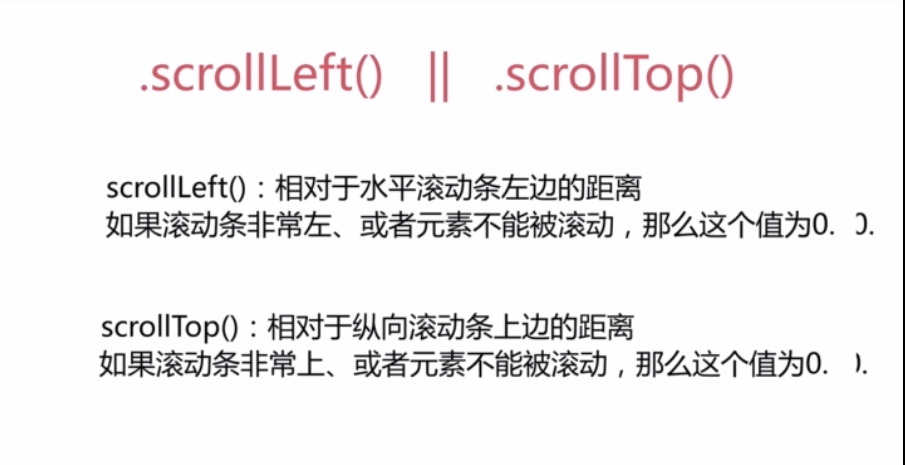 .scrollLeft() || .scrollTop()
scrollLeft()：相对于水平滚动条左边的距离
如果滚动条非常左、或者元素不能被滚动，那么这个值为0. 0.
scrollTop()：相对于纵向滚动条上边的距离
如果滚动条非常上、或者元素不能被滚动，那么这个值为0.